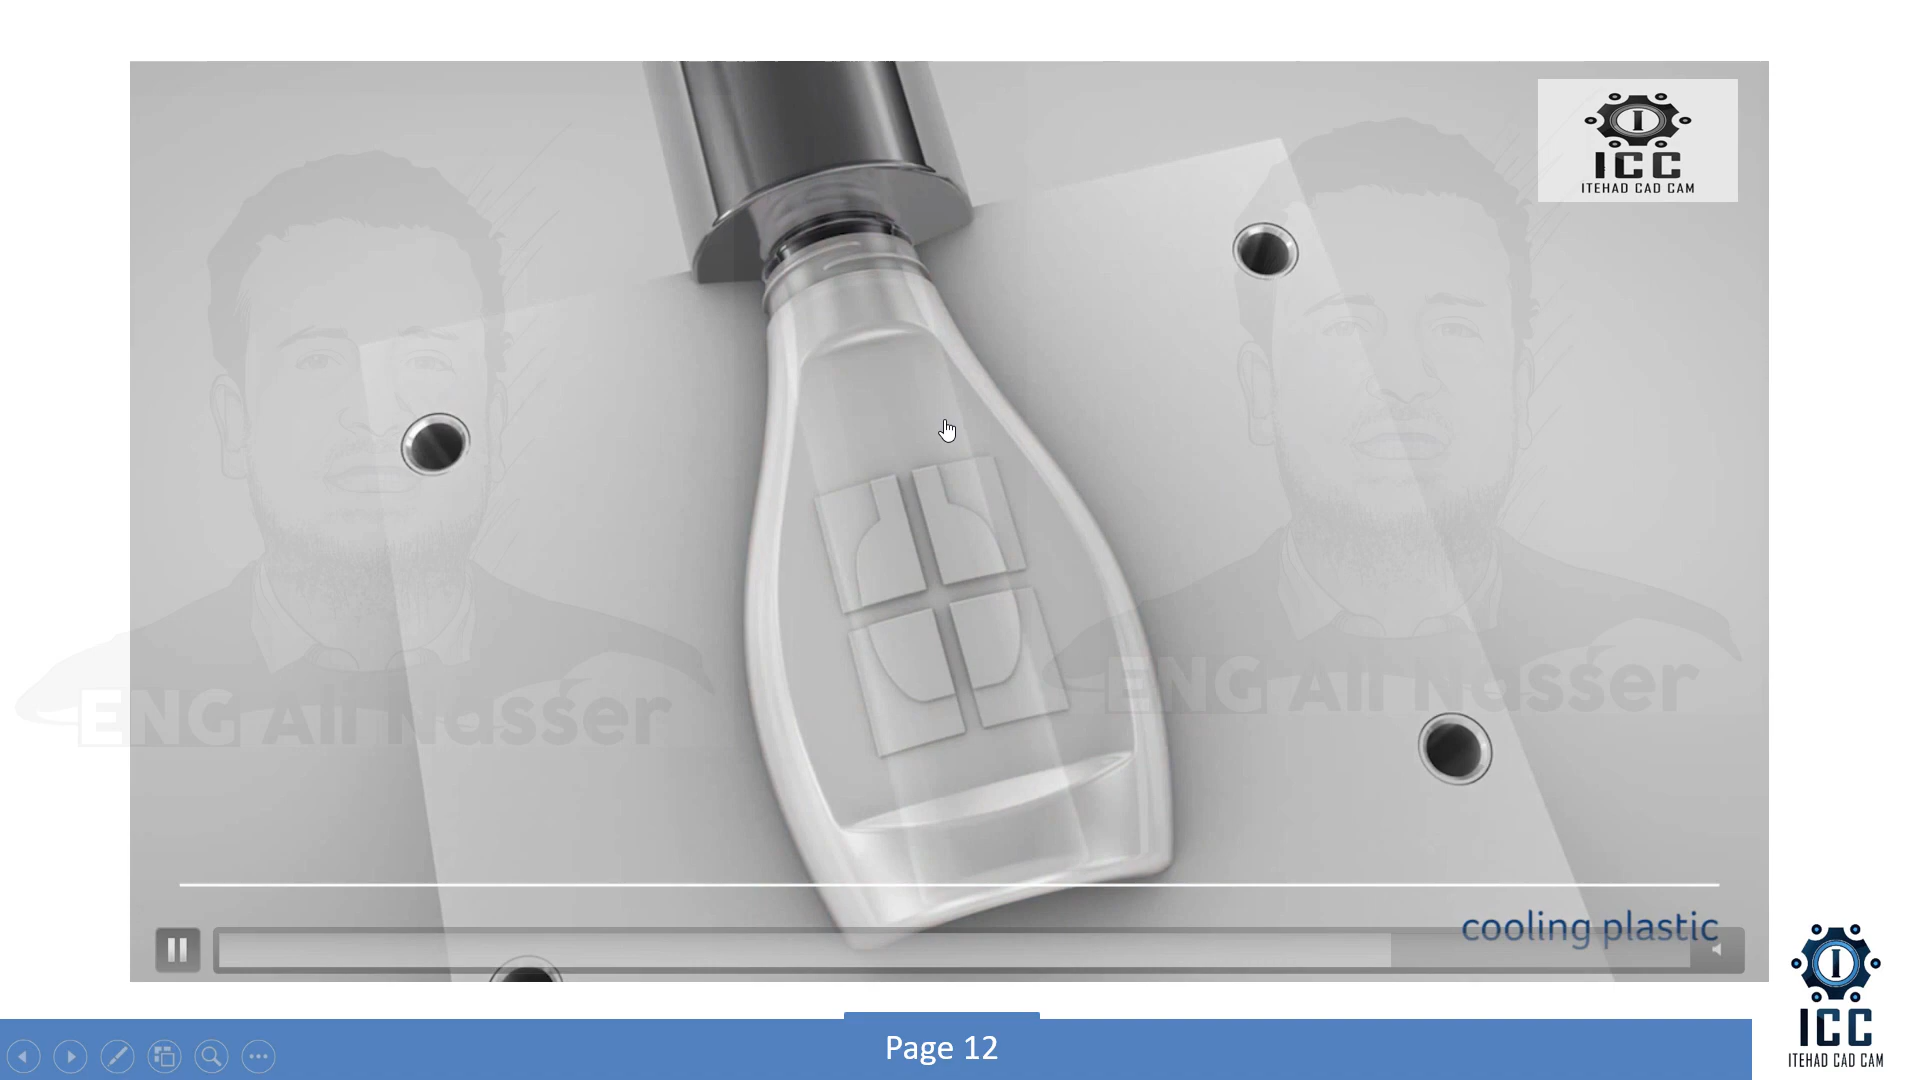 I
ICC
ITEHAD CAD CAM
ENG Ali Nasser
ENG Ali Nasser
cooling plastic
I
ICC
ITEHAD CAD CAM
Page 12